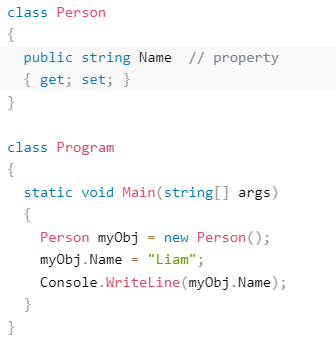 class Person
{
  public string Name  // property
  { get; set; }
}

class Program
{
  static void Main(string[] args)
  {
    Person myObj = new Person();
    myObj.Name = "Liam";
    Console.WriteLine(myObj.Name);
  }
}